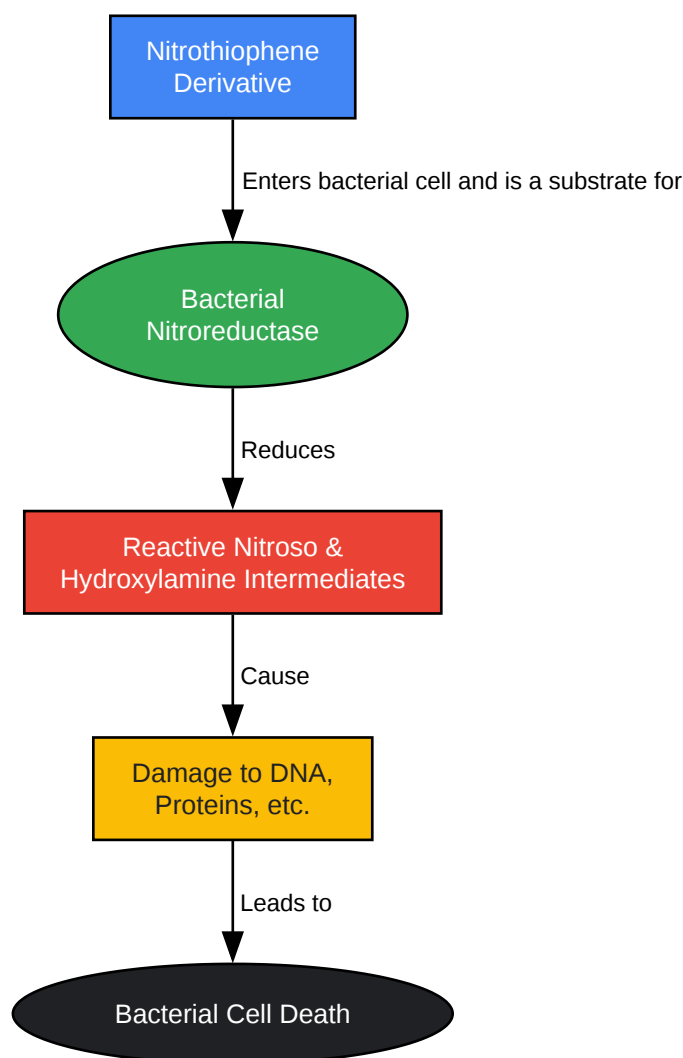 Nitrothiophene
Derivative
Enters bacterial cell and is a substrate for
Bacterial
Nitroreductase
Reduces
Reactive Nitroso &
Hydroxylamine Intermediates
Cause
Damage to DNA,
Proteins, etc.
Leads to
Bacterial Cell Death